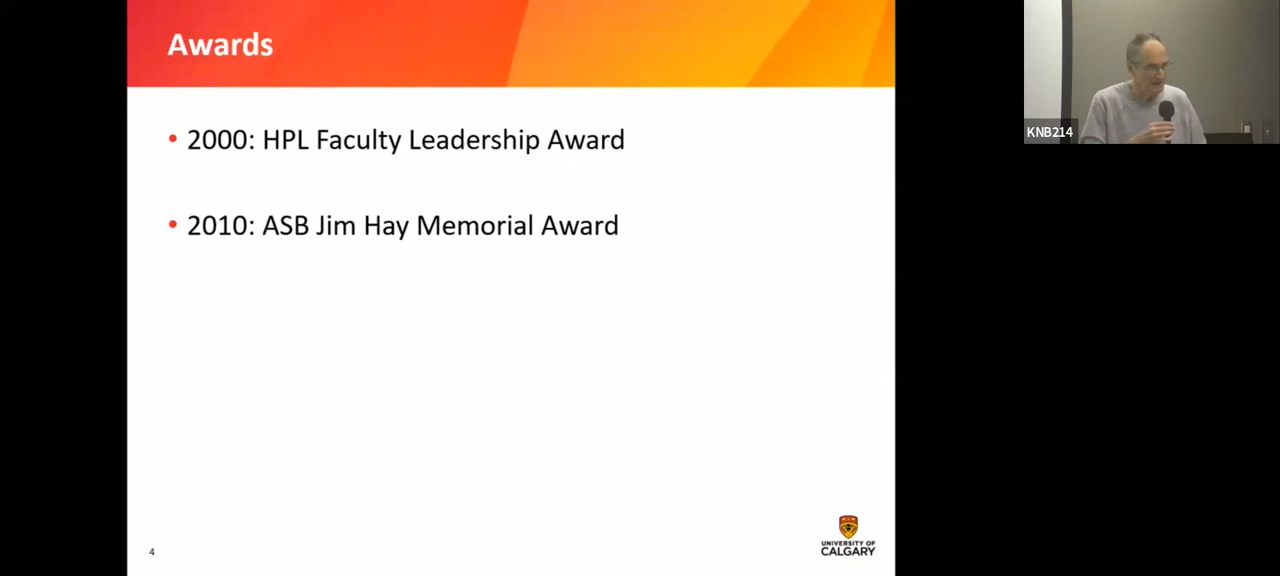 Awards
• 2000: HPL Faculty Leadership Award
• 2010: ASB Jim Hay Memorial Award
KNB214
4
UNIVERSITY OF
CALGARY